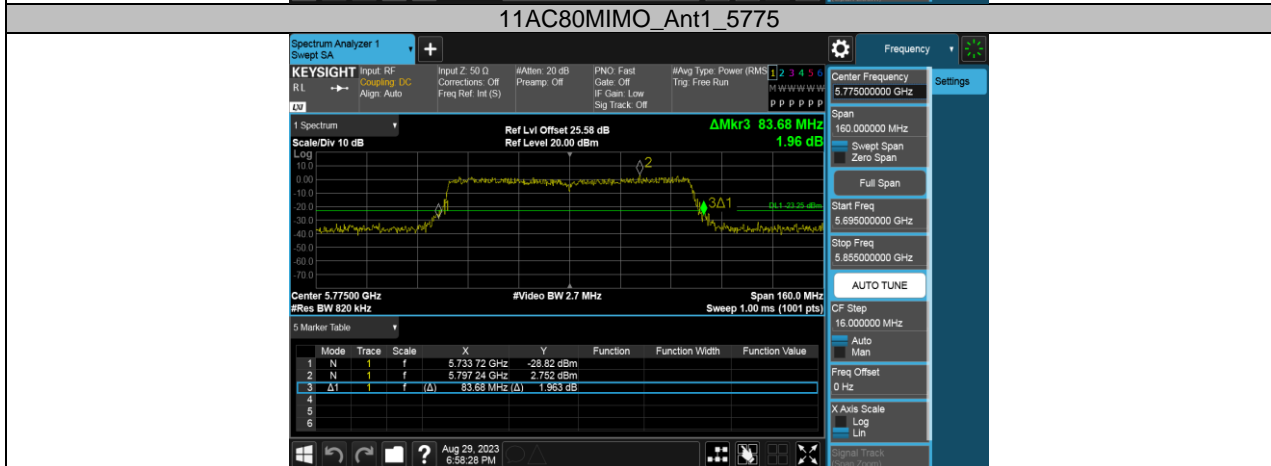 11AC80MIMO_Ant1_5775
Spectrum Analyzer 1
Swept SA
Frequency
KEYSIGHT
RL
LXI
Input: RF
Coupling: DC
Align: Auto
Input Z: 50 Ω
Corrections: Off
Freq Ref: Int (S)
#Atten: 20 dB
Preamp: Off
PNO: Fast
Gate: Off
IF Gain: Low
Sig Track: Off
#Avg Type: Power (RMS
Trig: Free Run
1 2 3 4 5 6
M W W W W W
P P P P P P
Center Frequency
5.775000000 GHz
Settings
Span
160.000000 MHz
Swept Span
Zero Span
Full Span
Start Freq
5.695000000 GHz
Stop Freq
5.855000000 GHz
AUTO TUNE
CF Step
16.000000 MHz
Auto
Man
Freq Offset
0 Hz
X Axis Scale
Log
Lin
Signal Track
(Span Zoom)
1 Spectrum
Scale/Div 10 dB
Ref Lvl Offset 25.58 dB
Ref Level 20.00 dBm
ΔMkr3 83.68 MHz
1.96 dB
Log
10.0
0.00
-10.0
-20.0
-30.0
-40.0
-50.0
-60.0
-70.0
2
3Δ1
DL1 -23.25 dBm
Center 5.77500 GHz
#Video BW 2.7 MHz
Span 160.0 MHz
#Res BW 820 kHz
Sweep 1.00 ms (1001 pts)
5 Marker Table
Mode Trace Scale X Y Function Function Width Function Value
1 N 1 f 5.733 72 GHz -28.82 dBm
2 N 1 f 5.797 24 GHz 2.752 dBm
3 Δ1 1 f (Δ) 83.68 MHz (Δ) 1.963 dB
4
5
6
?
Aug 29, 2023
6:58:28 PM